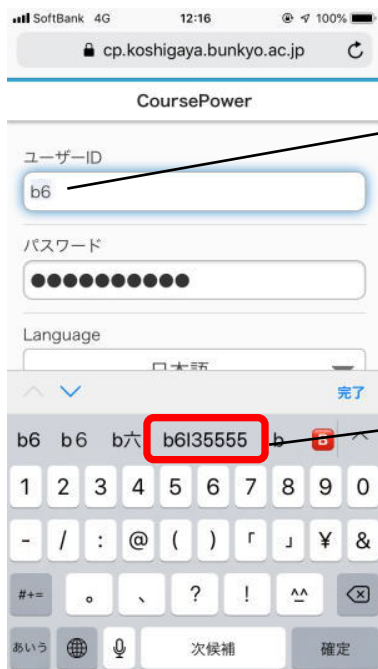 SoftBank 4G 12:16 100%
cp.koshigaya.bunkyo.ac.jp
CoursePower
ユーザーID
b6
パスワード
●●●●●●●●●●
Language
日本語
完了
b6 b６ b六 b6l35555 b
1 2 3 4 5 6 7 8 9 0
- / : @ ( ) 「 」 ¥ &
#+= 。 、 ? ! ^^
あいう 次候補 確定